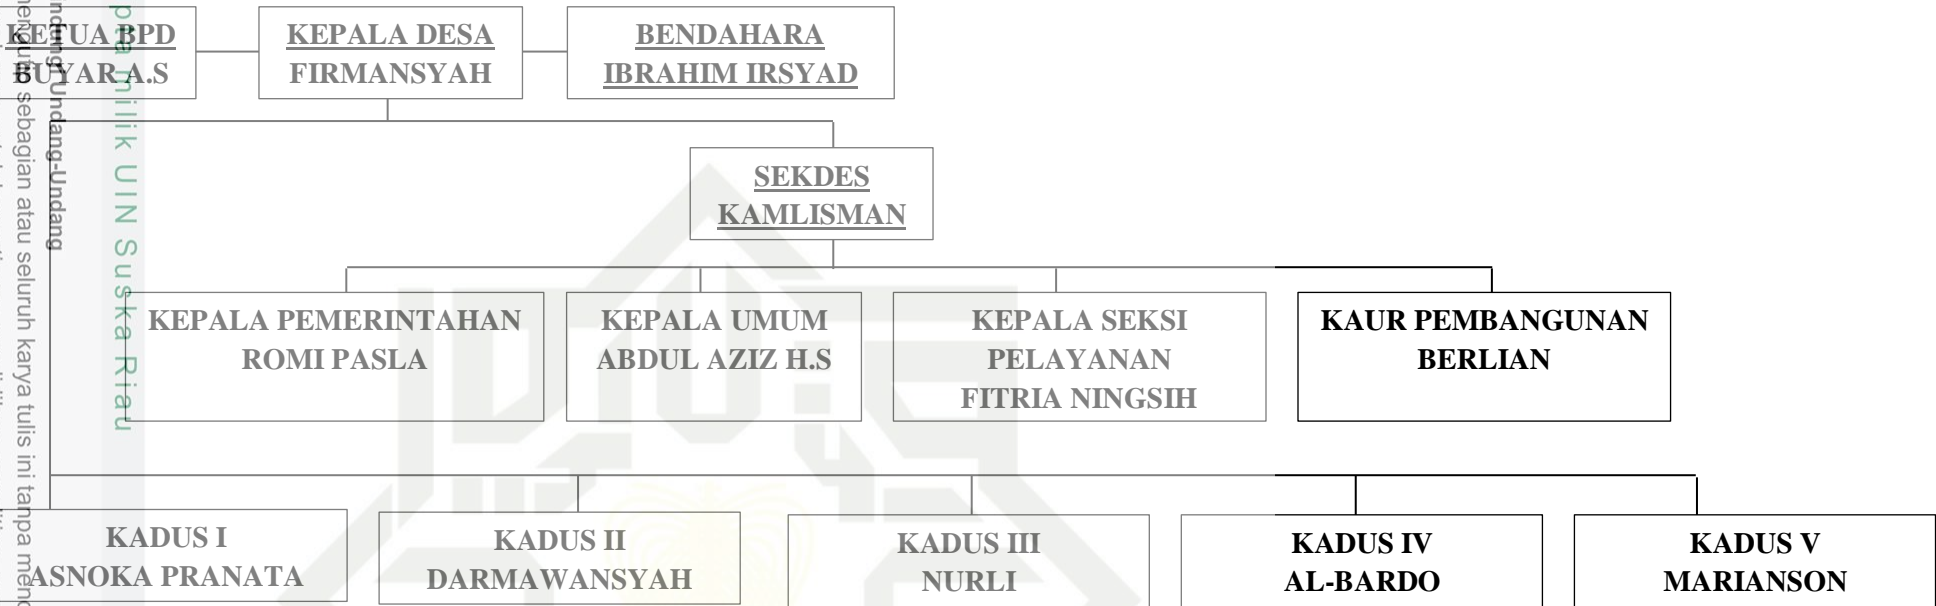 KETUA BPD
BUYAR A.S
KEPALA DESA
FIRMANSYAH
BENDAHARA
IBRAHIM IRSYAD
SEKDES
KAMLISMAN
KEPALA PEMERINTAHAN
ROMI PASLA
KEPALA UMUM
ABDUL AZIZ H.S
KEPALA SEKSI
PELAYANAN
FITRIA NINGSIH
KAUR PEMBANGUNAN
BERLIAN
KADUS I
ASNOKA PRANATA
KADUS II
DARMAWANSYAH
KADUS III
NURLI
KADUS IV
AL-BARDO
KADUS V
MARIANSON
milik UIN Suska Riau
Undang-Undang
sebagian atau seluruh karya tulis ini tanpa